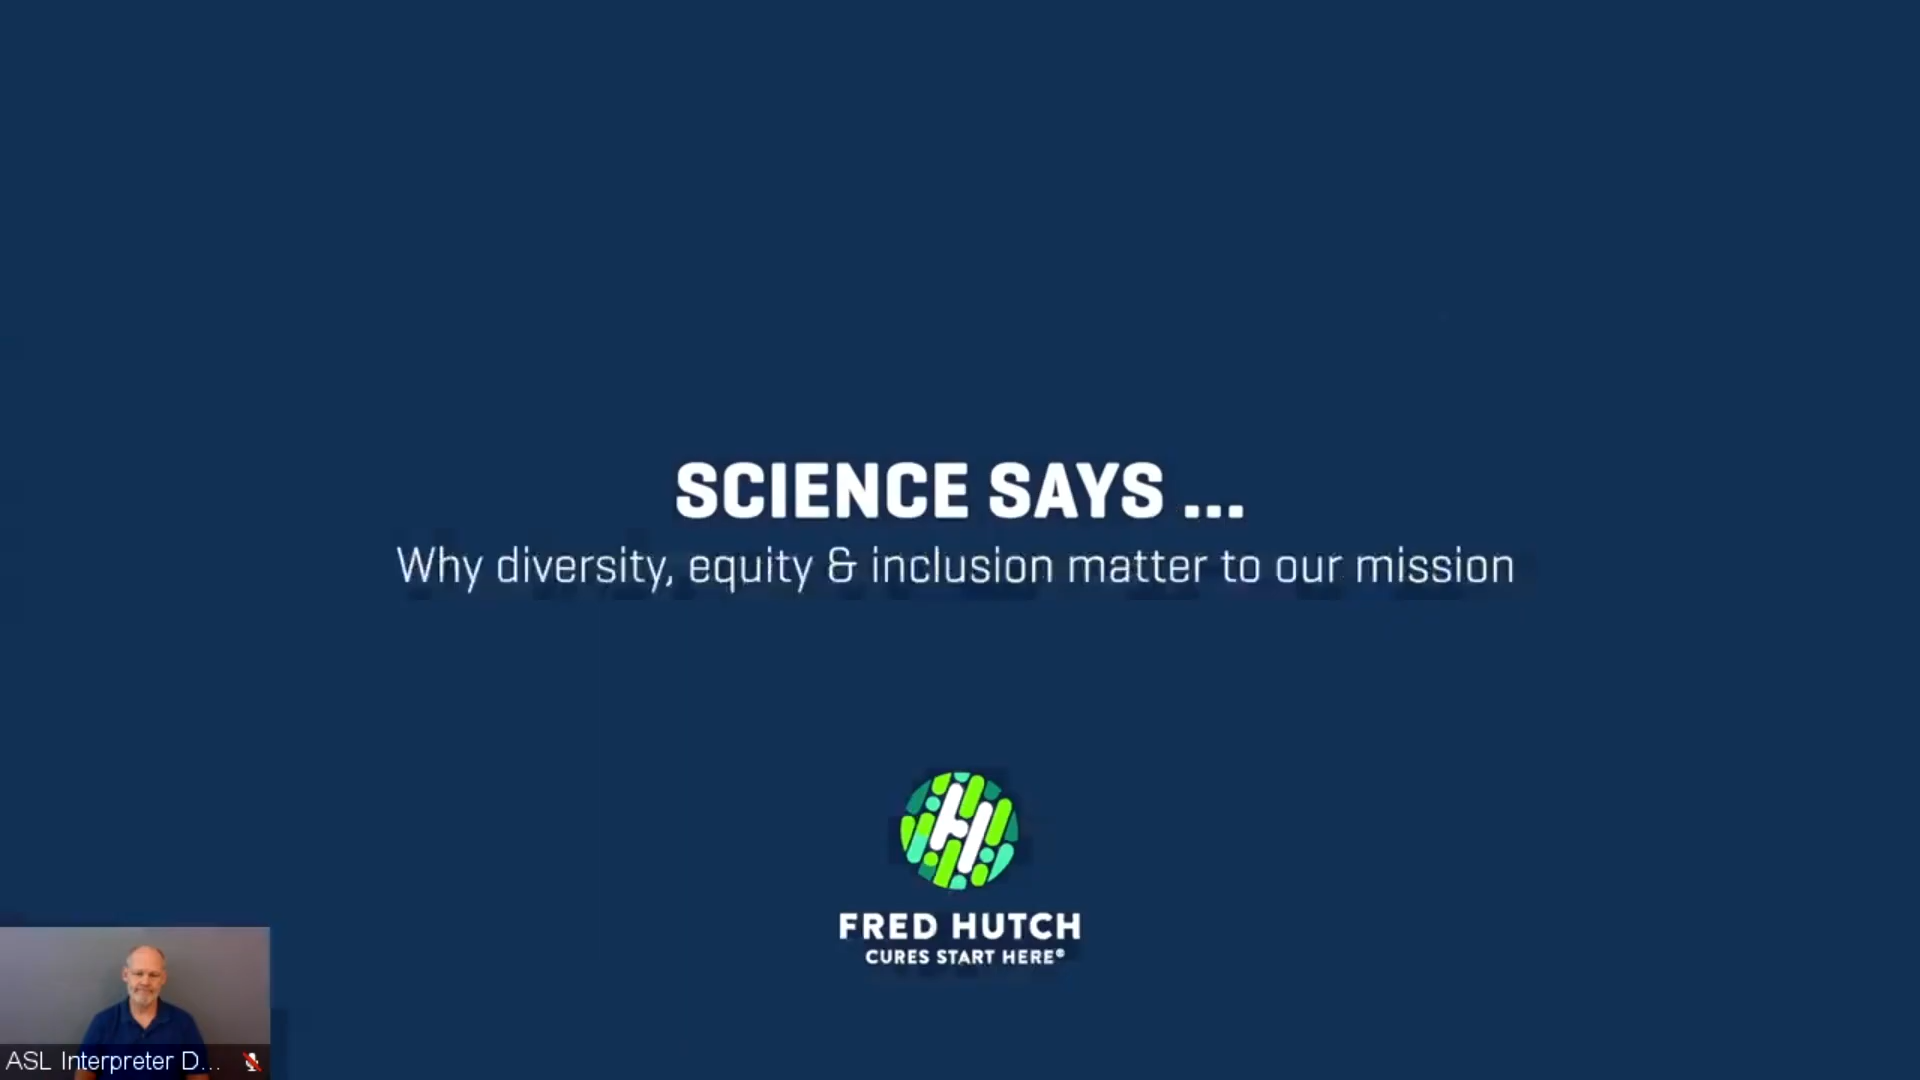 SCIENCE SAYS ...
Why diversity, equity & inclusion matter to our mission
FRED HUTCH
CURES START HERE®
ASL Interpreter D...